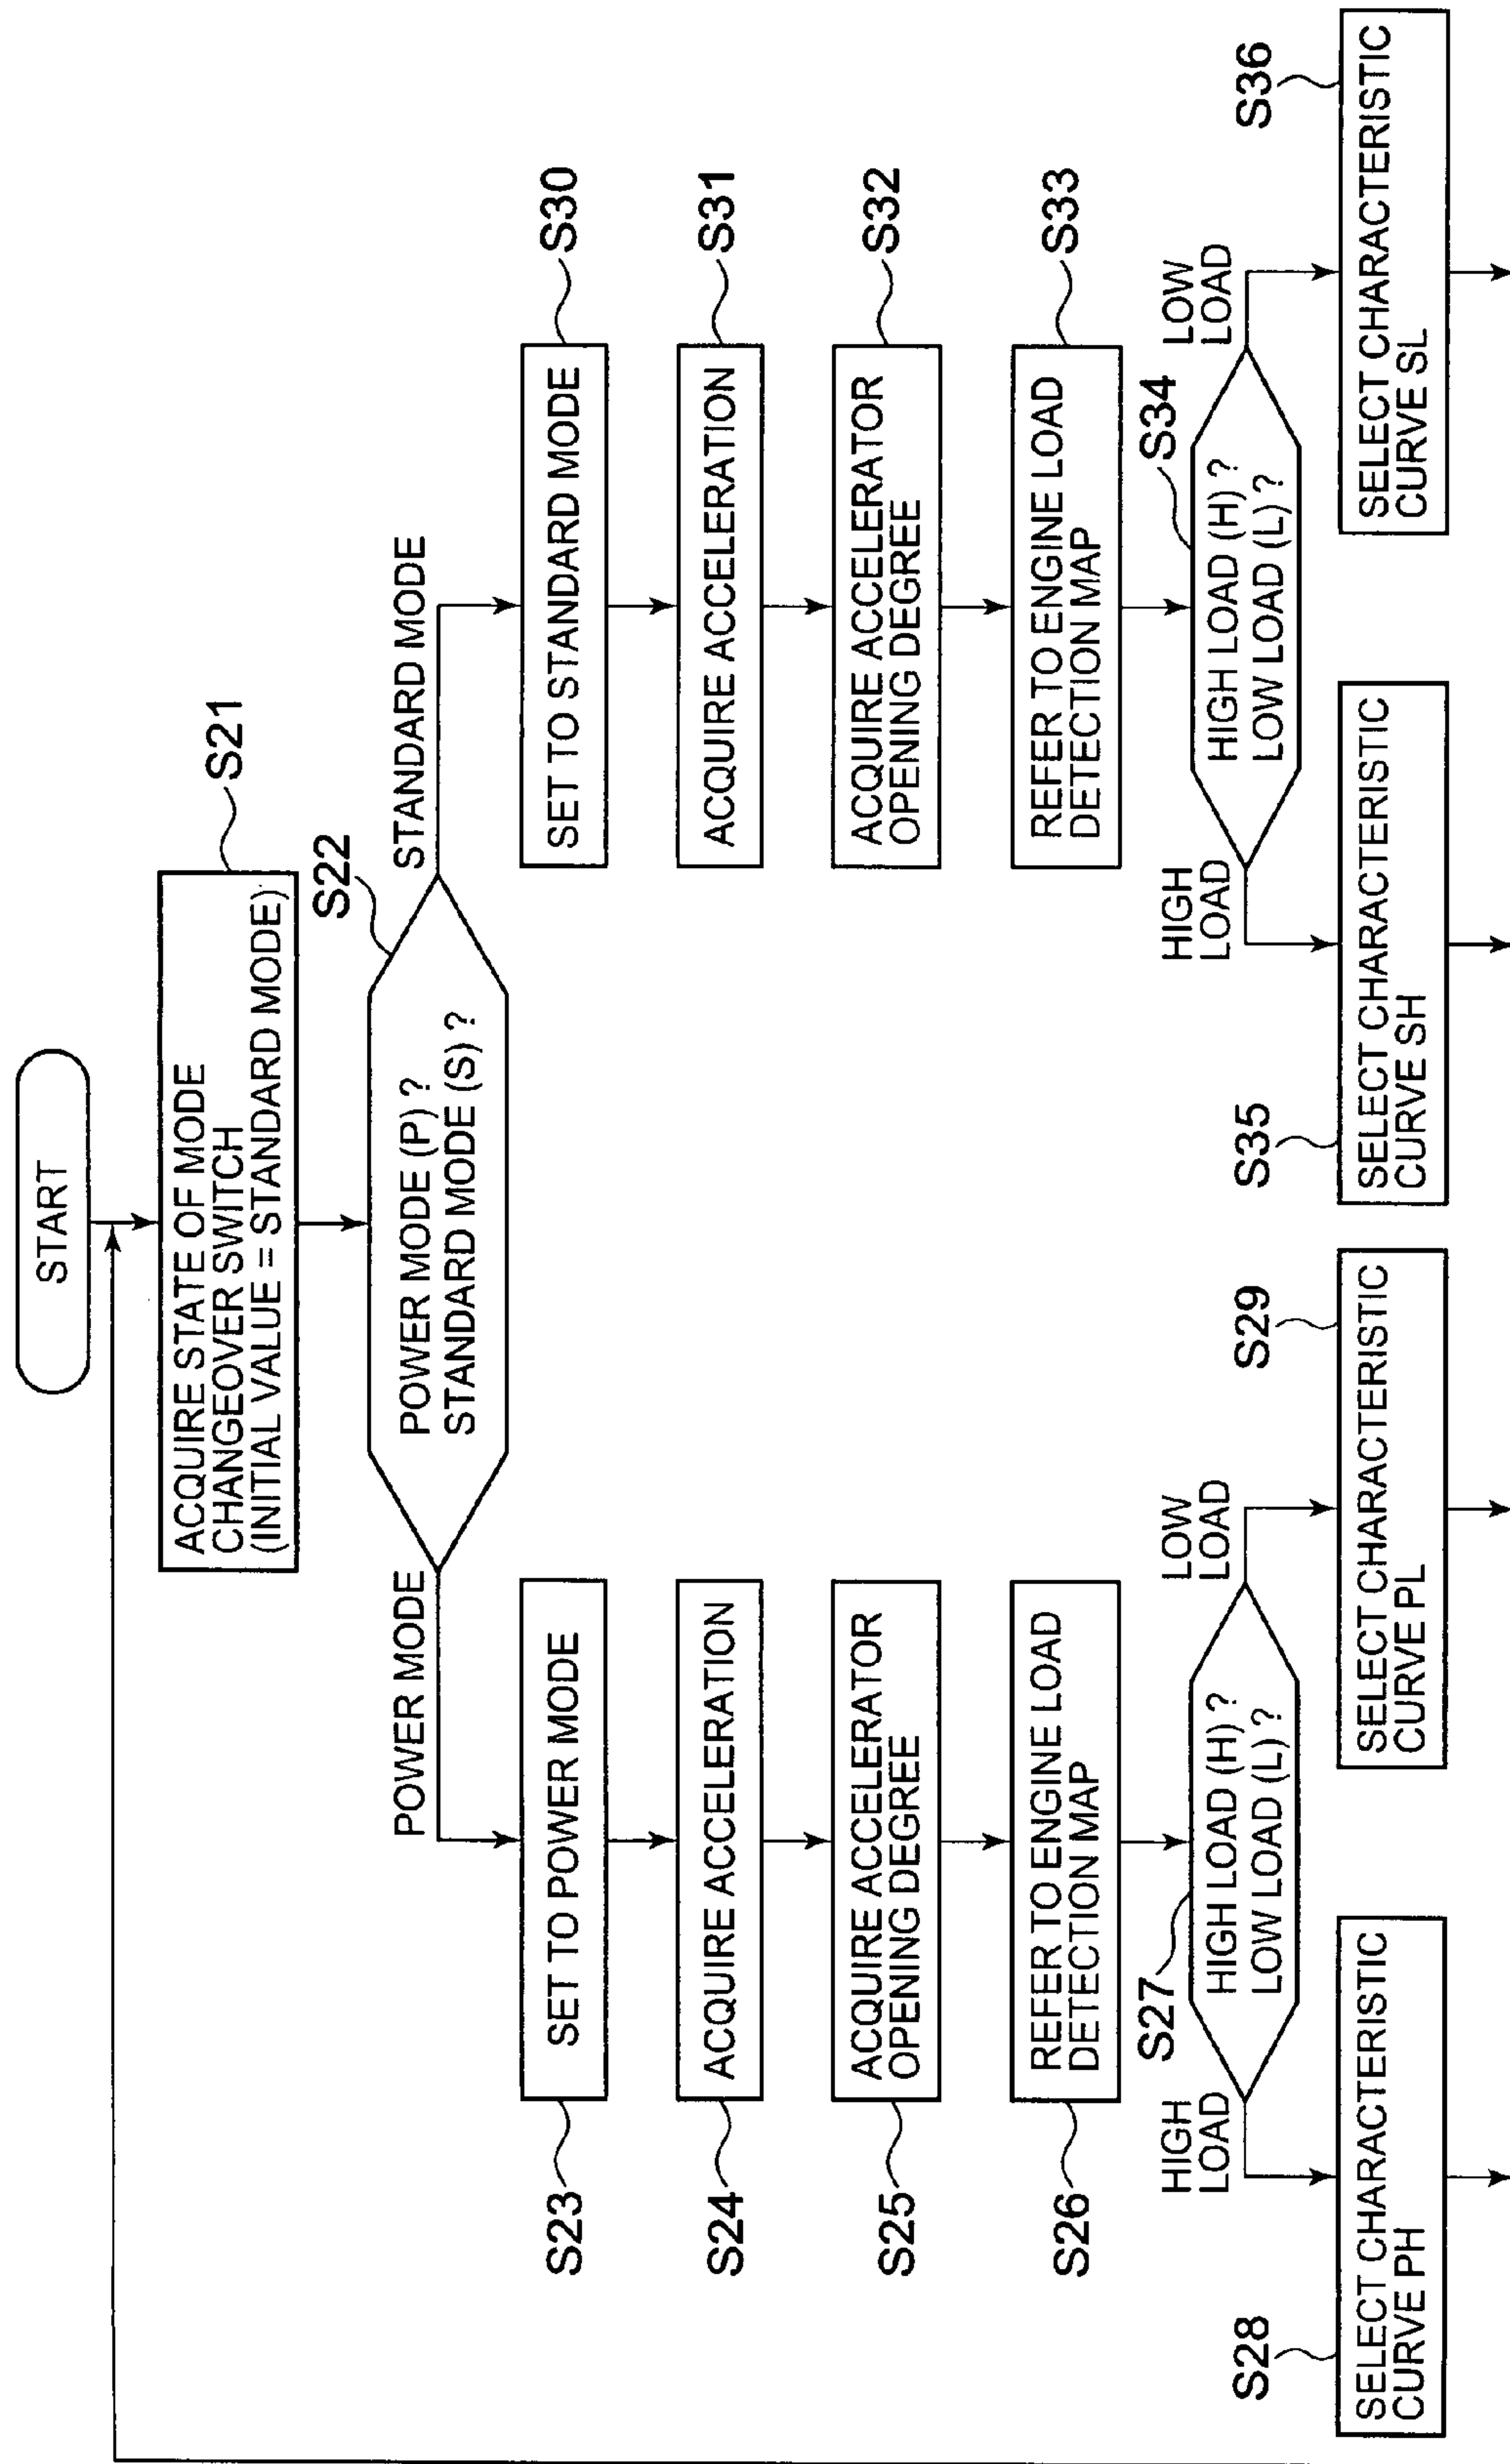 START
S21
ACQUIRE STATE OF MODE
CHANGEOVER SWITCH
(INITIAL VALUE = STANDARD MODE)
S22
POWER MODE (P) ?
STANDARD MODE (S) ?
POWER MODE
STANDARD MODE
S23
SET TO POWER MODE
S24
ACQUIRE ACCELERATION
S25
ACQUIRE ACCELERATOR
OPENING DEGREE
S26
REFER TO ENGINE LOAD
DETECTION MAP
S27
HIGH LOAD (H) ?
LOW LOAD (L) ?
HIGH
LOAD
LOW
LOAD
S28
SELECT CHARACTERISTIC
CURVE PH
S29
SELECT CHARACTERISTIC
CURVE PL
S30
SET TO STANDARD MODE
S31
ACQUIRE ACCELERATION
S32
ACQUIRE ACCELERATOR
OPENING DEGREE
S33
REFER TO ENGINE LOAD
DETECTION MAP
S34
HIGH LOAD (H) ?
LOW LOAD (L) ?
HIGH
LOAD
LOW
LOAD
S35
SELECT CHARACTERISTIC
CURVE SH
S36
SELECT CHARACTERISTIC
CURVE SL